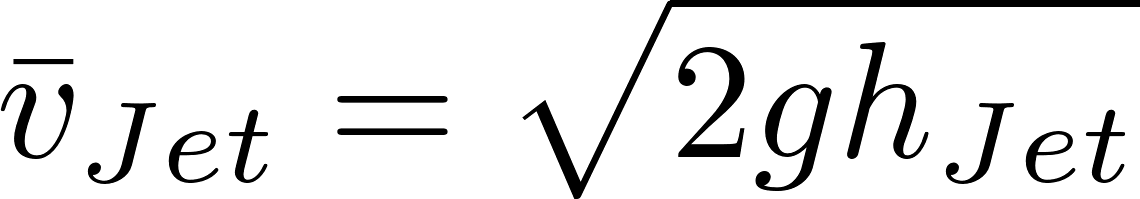 v̄_Jet = √(2gh_Jet)